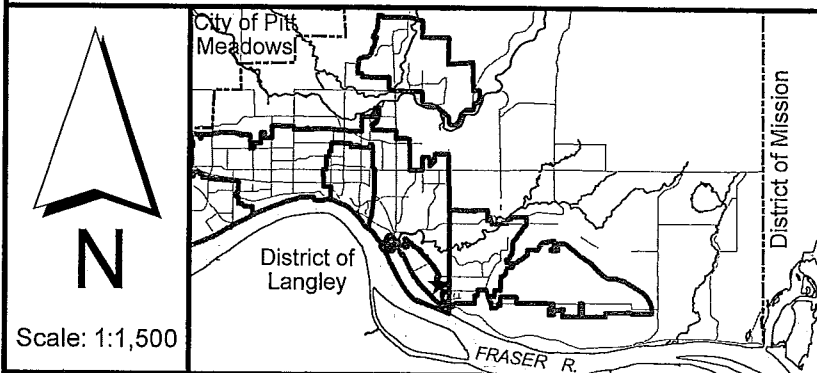 City of Pitt
Meadows
District of Mission
District of
Langley
N
Scale: 1:1,500
FRASER R.